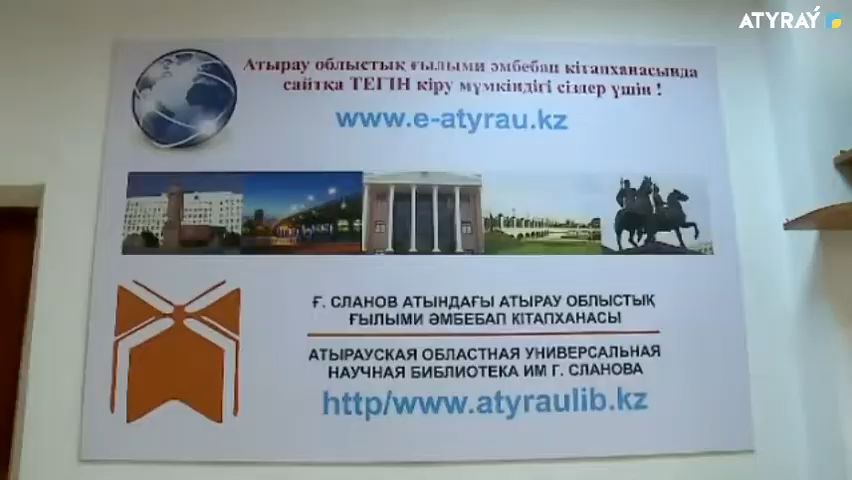 ATYRAÝ
Атырау облыстық ғылыми әмбебап кітапханасында
сайтқа ТЕГІН кіру мүмкіндігі сіздер үшін !
www.e-atyrau.kz
Ғ. СЛАНОВ АТЫНДАҒЫ АТЫРАУ ОБЛЫСТЫҚ
ҒЫЛЫМИ ӘМБЕБАП КІТАПХАНАСЫ
АТЫРАУСКАЯ ОБЛАСТНАЯ УНИВЕРСАЛЬНАЯ
НАУЧНАЯ БИБЛИОТЕКА ИМ Г. СЛАНОВА
http/www.atyraulib.kz